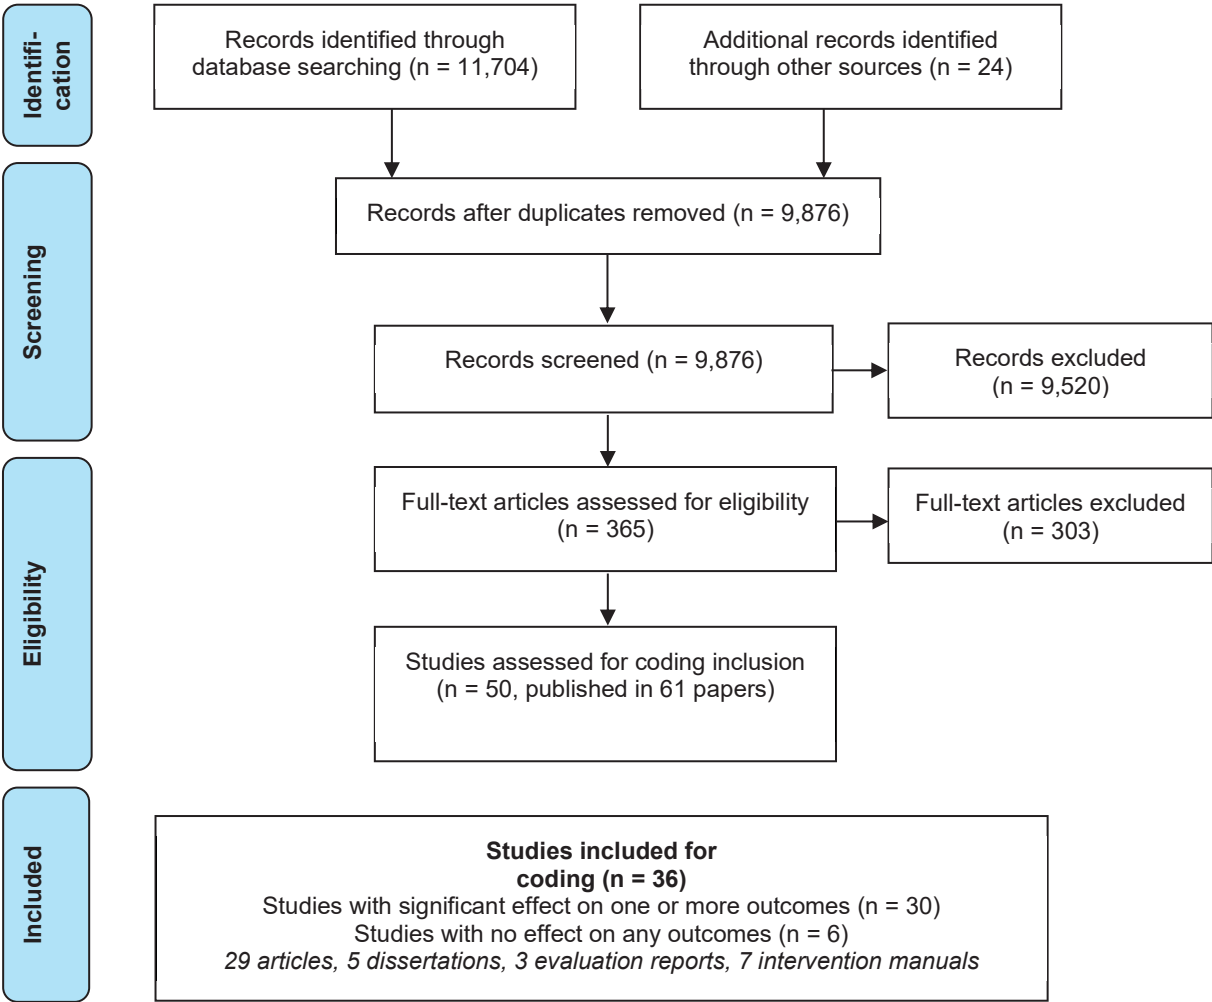 Identifi-
cation
Records identified through
database searching (n = 11,704)
Additional records identified
through other sources (n = 24)
Screening
Records after duplicates removed (n = 9,876)
Records screened (n = 9,876)
Records excluded
(n = 9,520)
Eligibility
Full-text articles assessed for eligibility
(n = 365)
Full-text articles excluded
(n = 303)
Studies assessed for coding inclusion
(n = 50, published in 61 papers)
Included
Studies included for
coding (n = 36)
Studies with significant effect on one or more outcomes (n = 30)
Studies with no effect on any outcomes (n = 6)
29 articles, 5 dissertations, 3 evaluation reports, 7 intervention manuals